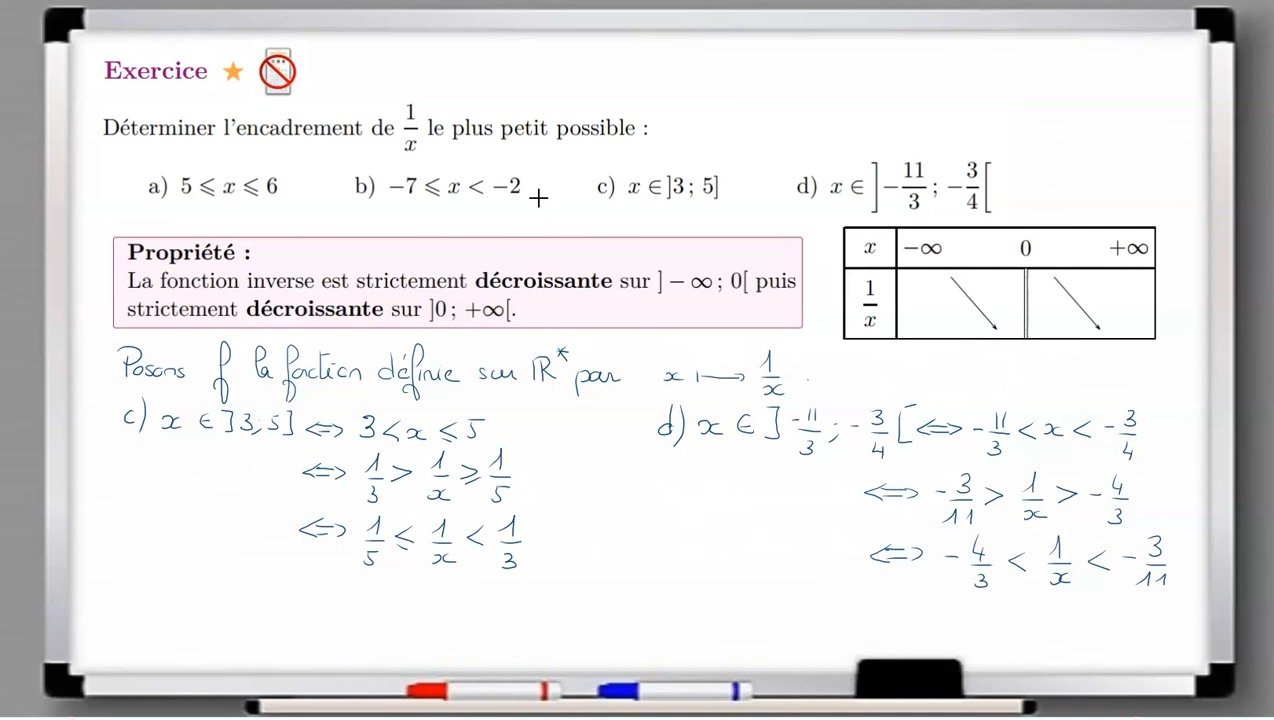 Exercice
Déterminer l'encadrement de 1/x le plus petit possible :
a) 5 ⩽ x ⩽ 6 b) −7 ⩽ x < −2 c) x ∈ ]3 ; 5] d) x ∈ ]−11/3 ; −3/4[
Propriété :
La fonction inverse est strictement décroissante sur ] − ∞ ; 0[ puis
strictement décroissante sur ]0 ; +∞[.
x −∞ 0 +∞
1/x
Posons f la fonction définie sur ℝ* par x ⟼ 1/x
c) x ∈ ]3 ; 5] ⟺ 3 < x ≤ 5
⟺ 1/3 > 1/x ≥ 1/5
⟺ 1/5 ≤ 1/x < 1/3
d) x ∈ ]−11/3 ; −3/4[ ⟺ −11/3 < x < −3/4
⟺ −3/11 > 1/x > −4/3
⟺ −4/3 < 1/x < −3/11